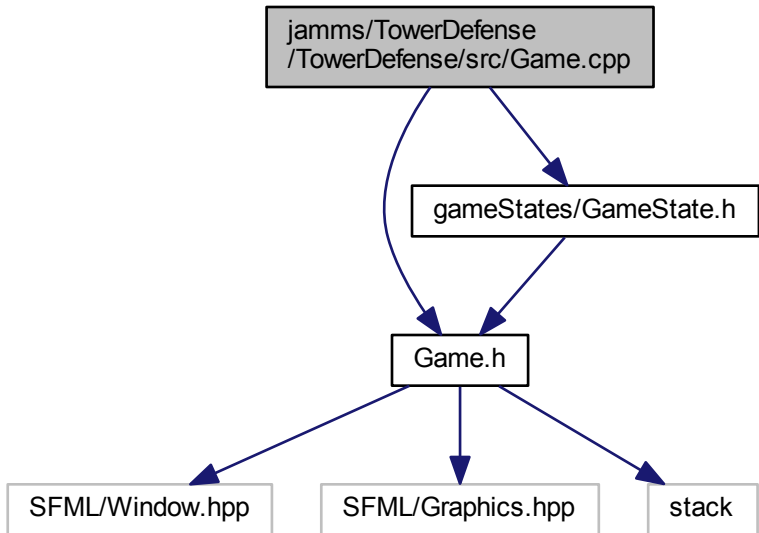 jamms/TowerDefense
/TowerDefense/src/Game.cpp
gameStates/GameState.h
Game.h
SFML/Window.hpp
SFML/Graphics.hpp
stack